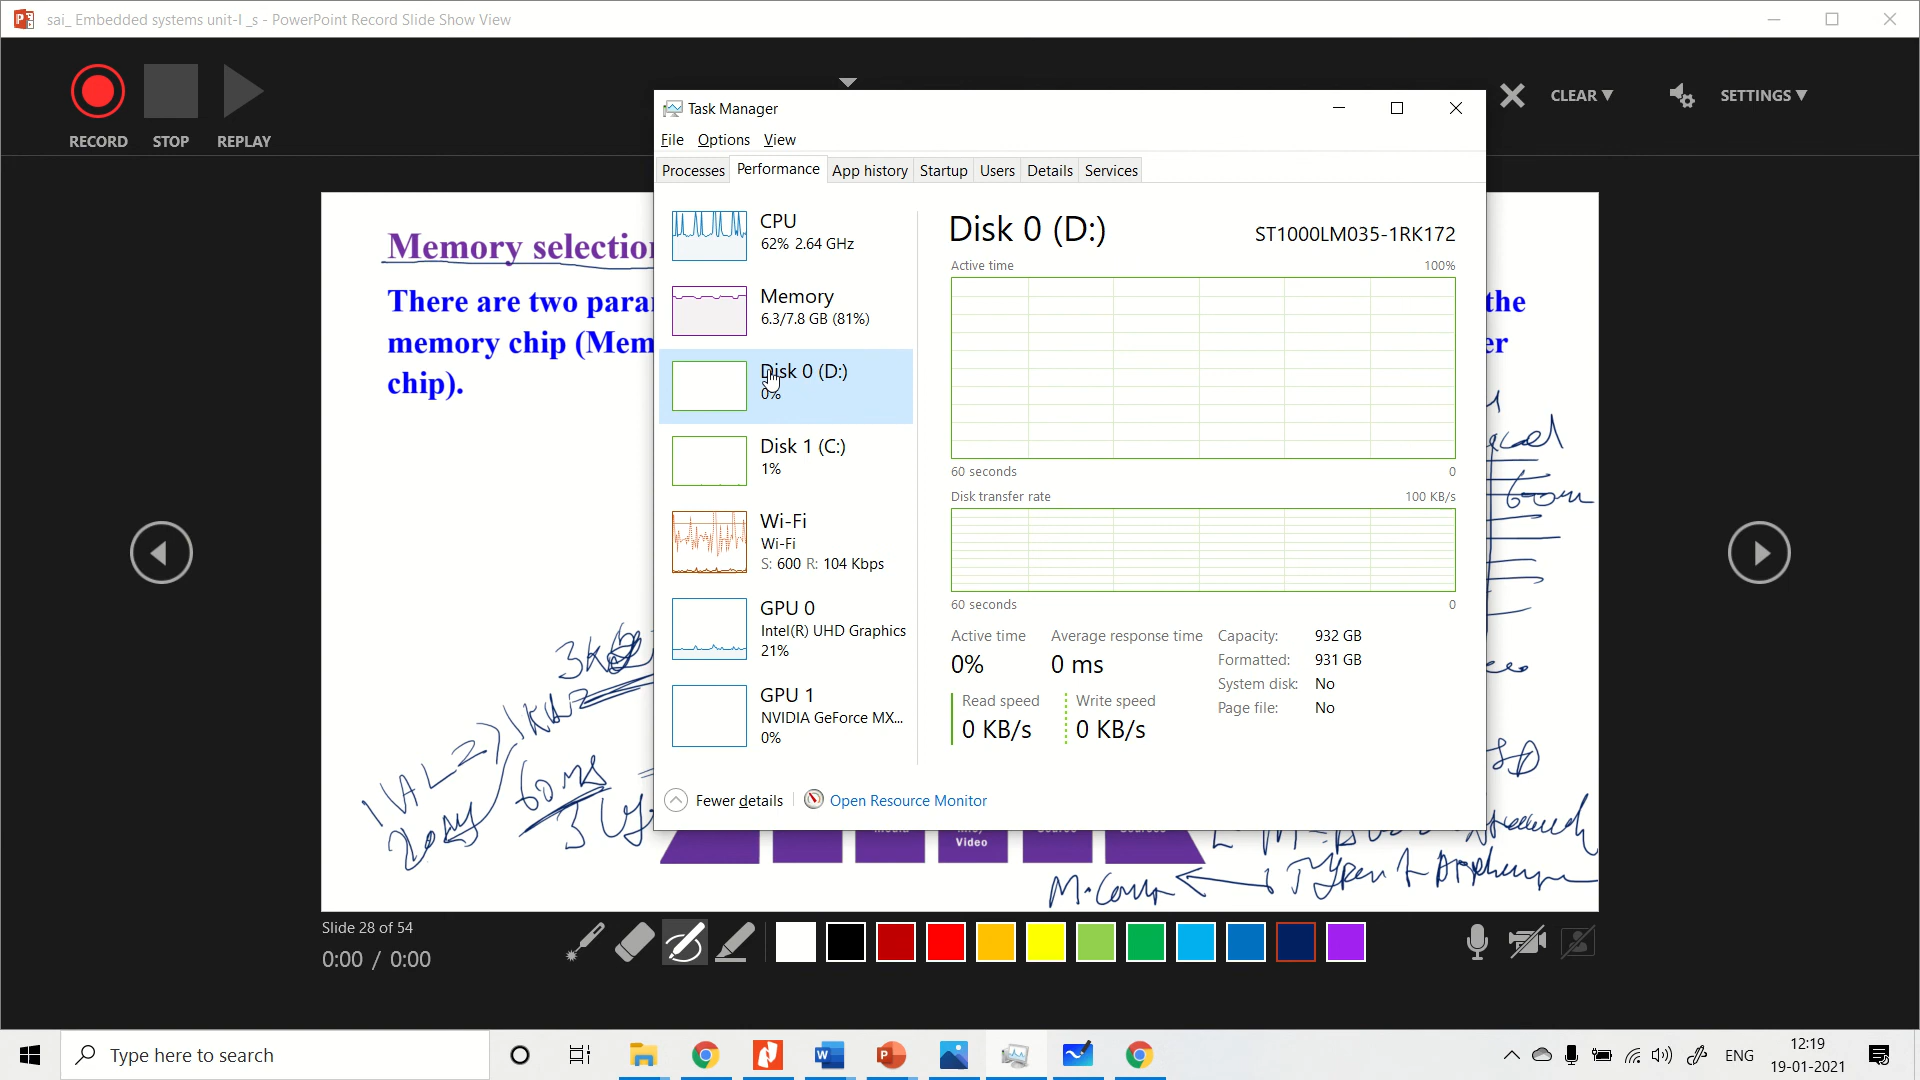 sai_ Embedded systems unit-I _s - PowerPoint Record Slide Show View
RECORD
STOP
REPLAY
CLEAR ▼
SETTINGS ▼
Memory selection
There are two para
the
memory chip (Mem
er
chip).
Task Manager
File Options View
Processes Performance App history Startup Users Details Services
CPU
62% 2.64 GHz
Memory
6.3/7.8 GB (81%)
Disk 0 (D:)
0%
Disk 1 (C:)
1%
Wi-Fi
Wi-Fi
S: 600 R: 104 Kbps
GPU 0
Intel(R) UHD Graphics
21%
GPU 1
NVIDIA GeForce MX...
0%
Disk 0 (D:)
ST1000LM035-1RK172
Active time 100%
60 seconds 0
Disk transfer rate 100 KB/s
60 seconds 0
Active time
0%
Average response time
0 ms
Read speed
0 KB/s
Write speed
0 KB/s
Capacity: 932 GB
Formatted: 931 GB
System disk: No
Page file: No
Fewer details
Open Resource Monitor
Video
Slide 28 of 54
0:00 / 0:00
Type here to search
ENG
12:19
19-01-2021